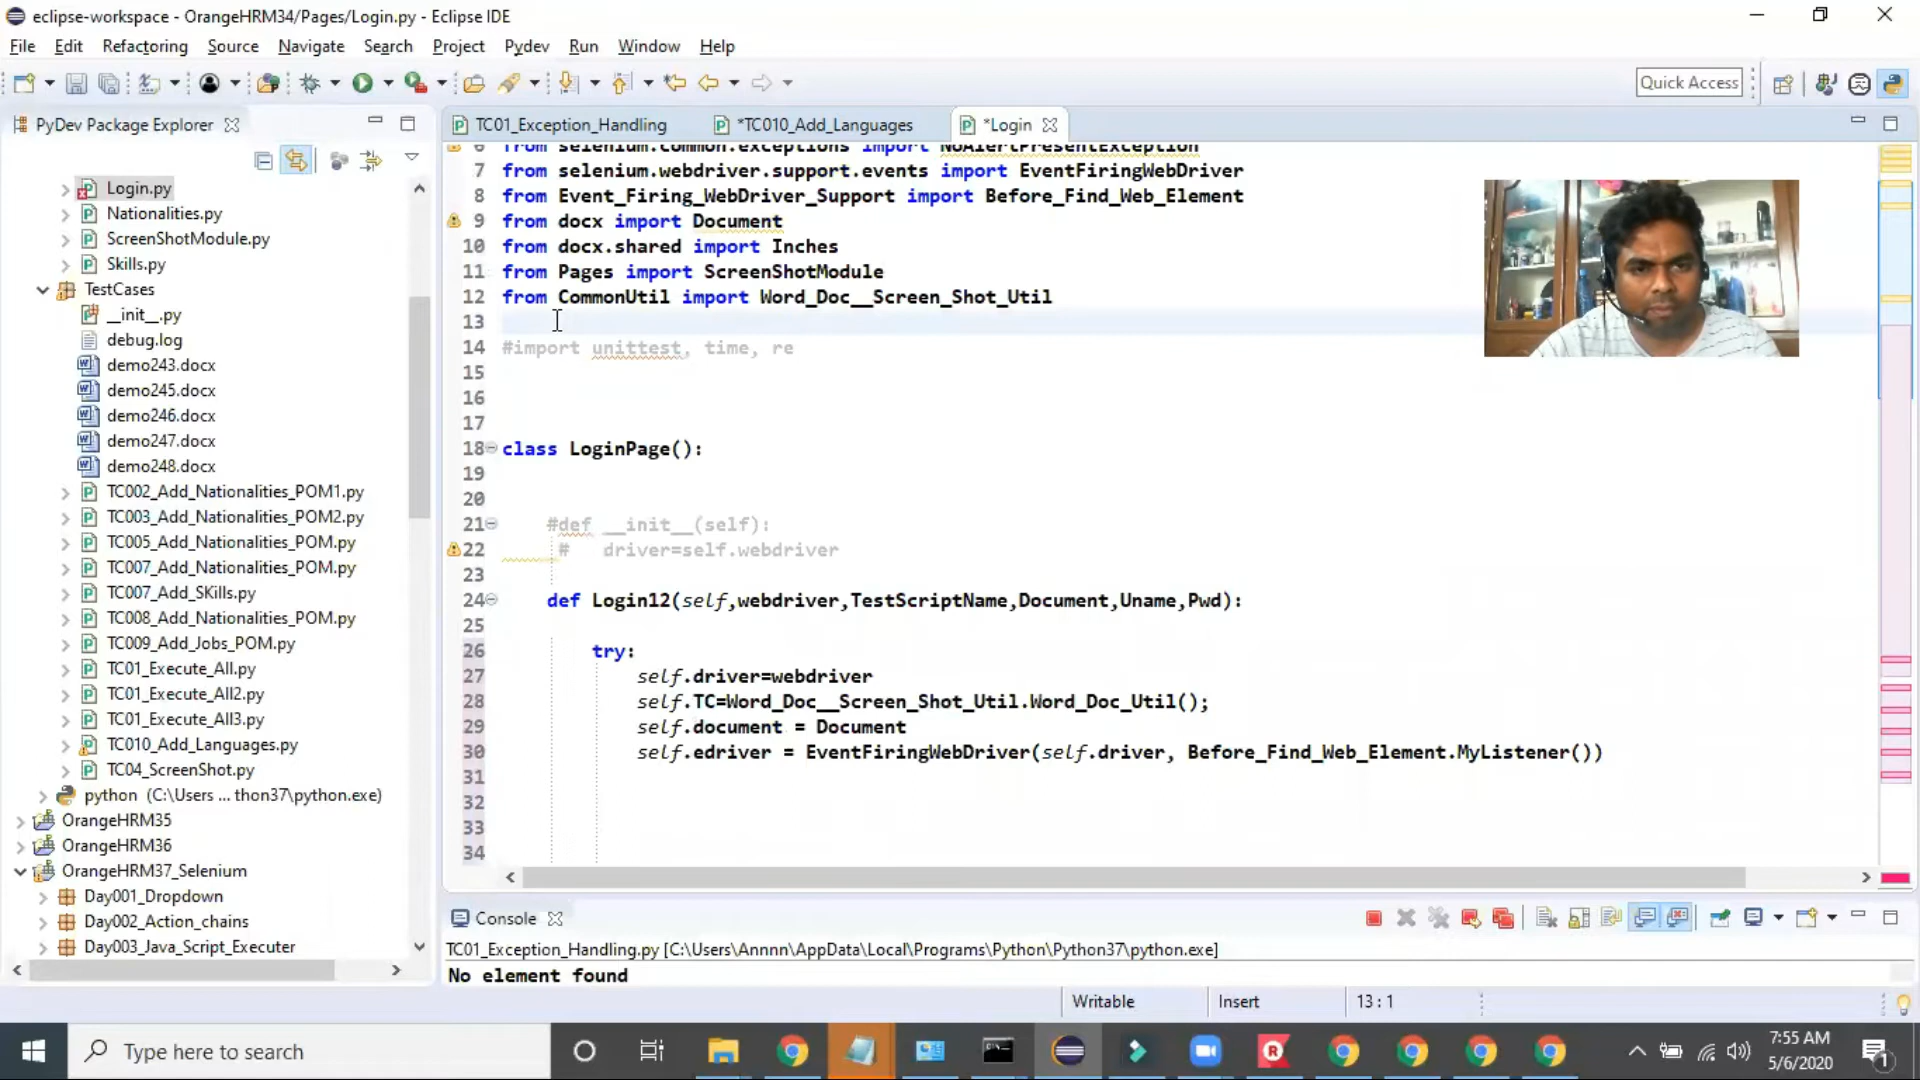 eclipse-workspace - OrangeHRM34/Pages/Login.py - Eclipse IDE
File Edit Refactoring Source Navigate Search Project Pydev Run Window Help
Quick Access
PyDev Package Explorer
TC01_Exception_Handling
*TC010_Add_Languages
*Login
Login.py
Nationalities.py
ScreenShotModule.py
Skills.py
TestCases
__init__.py
debug.log
demo243.docx
demo245.docx
demo246.docx
demo247.docx
demo248.docx
TC002_Add_Nationalities_POM1.py
TC003_Add_Nationalities_POM2.py
TC005_Add_Nationalities_POM.py
TC007_Add_Nationalities_POM.py
TC007_Add_SKills.py
TC008_Add_Nationalities_POM.py
TC009_Add_Jobs_POM.py
TC01_Execute_All.py
TC01_Execute_All2.py
TC01_Execute_All3.py
TC010_Add_Languages.py
TC04_ScreenShot.py
python (C:\Users ... thon37\python.exe)
OrangeHRM35
OrangeHRM36
OrangeHRM37_Selenium
Day001_Dropdown
Day002_Action_chains
Day003_Java_Script_Executer
6 from selenium.common.exceptions import NoAlertPresentException
7 from selenium.webdriver.support.events import EventFiringWebDriver
8 from Event_Firing_WebDriver_Support import Before_Find_Web_Element
9 from docx import Document
10 from docx.shared import Inches
11 from Pages import ScreenShotModule
12 from CommonUtil import Word_Doc__Screen_Shot_Util
13
14 #import unittest, time, re
15
16
17
18 class LoginPage():
19
20
21 #def __init__(self):
22 # driver=self.webdriver
23
24 def Login12(self,webdriver,TestScriptName,Document,Uname,Pwd):
25
26 try:
27 self.driver=webdriver
28 self.TC=Word_Doc__Screen_Shot_Util.Word_Doc_Util();
29 self.document = Document
30 self.edriver = EventFiringWebDriver(self.driver, Before_Find_Web_Element.MyListener())
31
32
33
34
Console
TC01_Exception_Handling.py [C:\Users\Annnn\AppData\Local\Programs\Python\Python37\python.exe]
No element found
Writable Insert 13 : 1
Type here to search
7:55 AM
5/6/2020
1